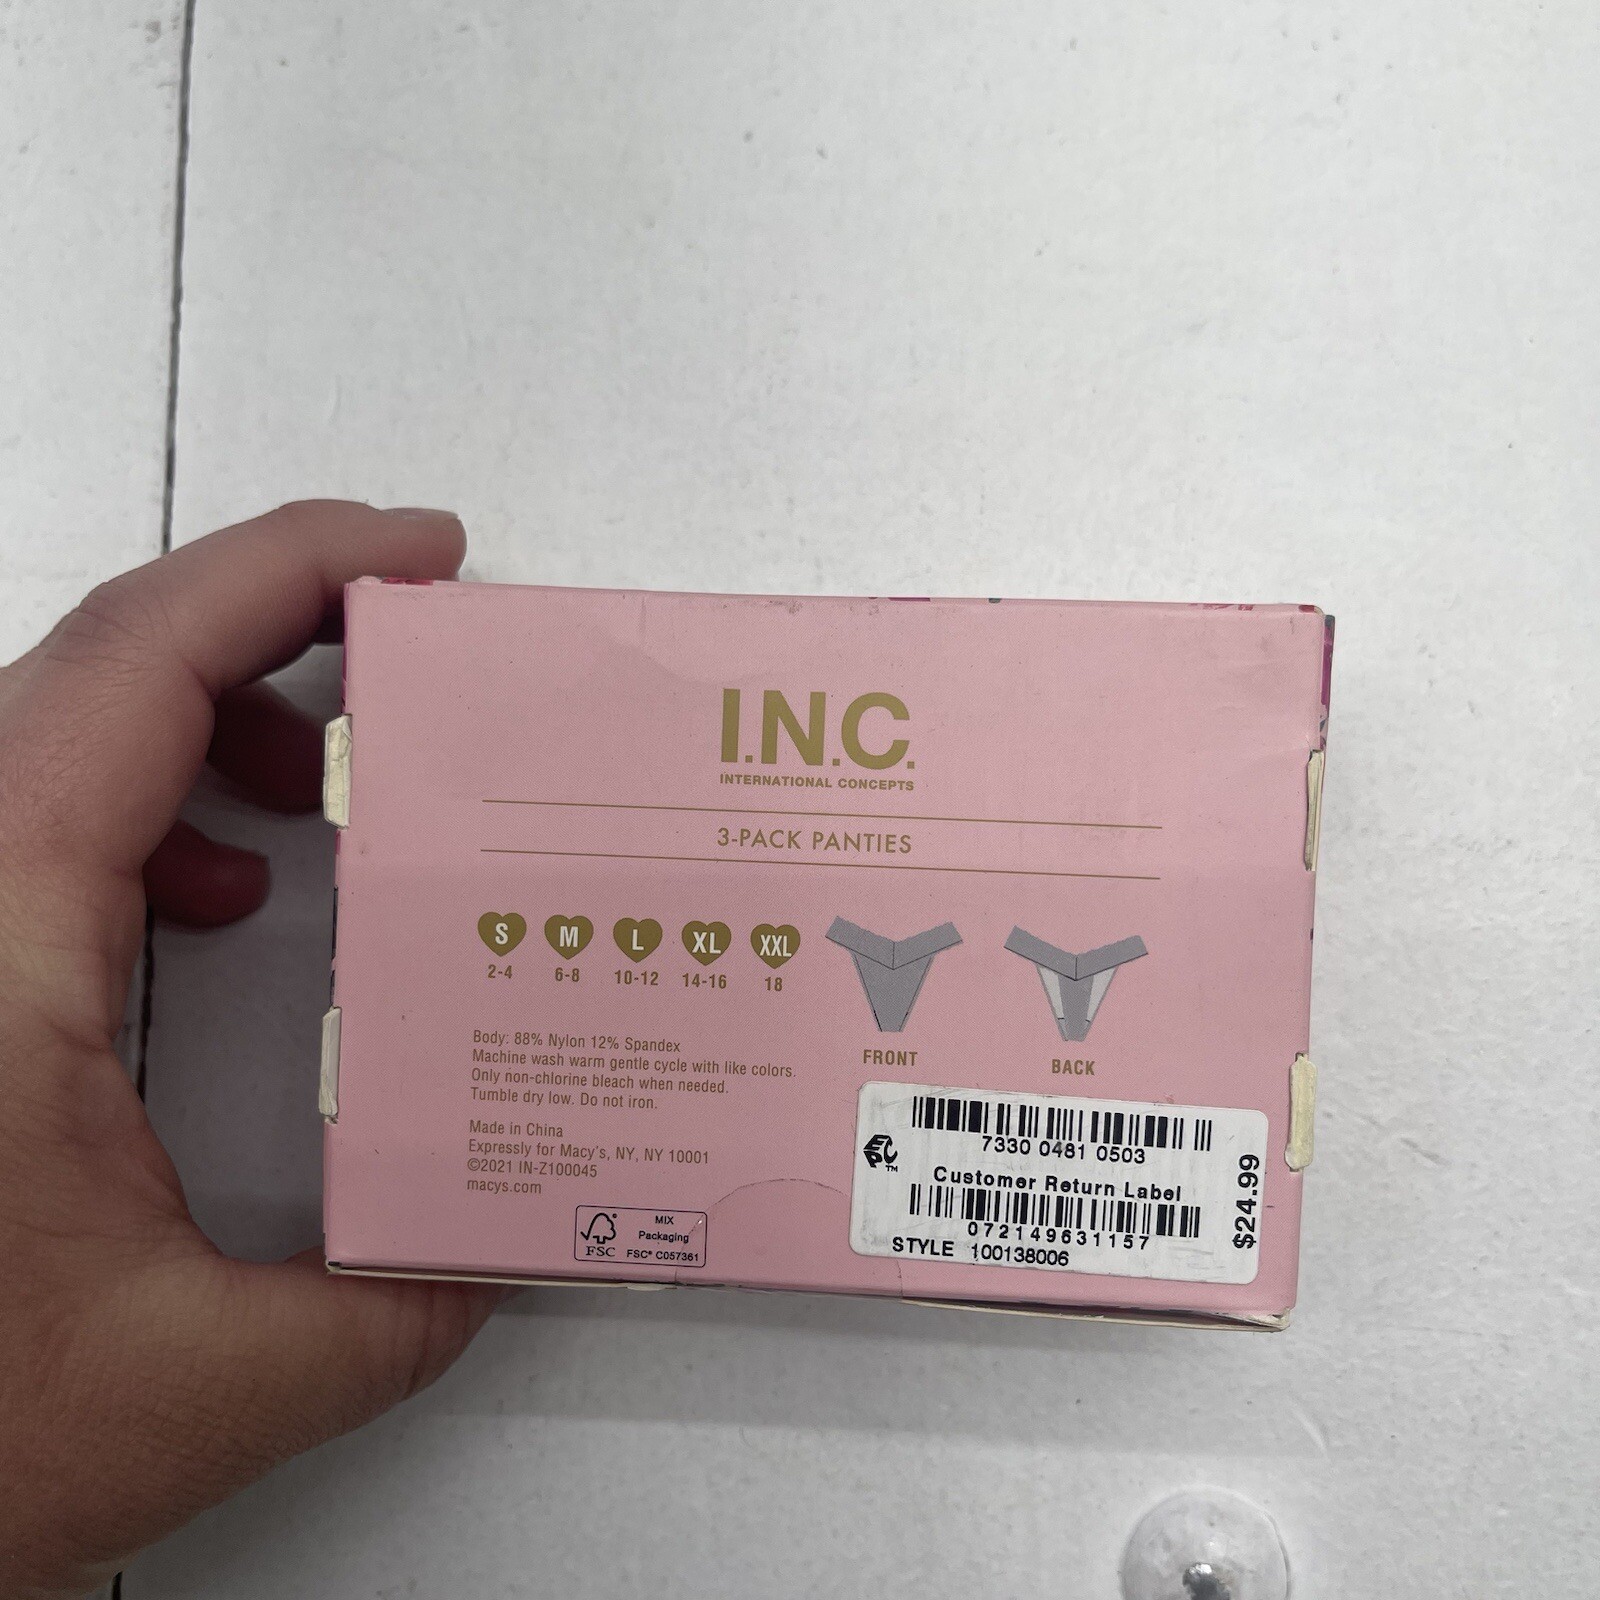 I.N.C.
INTERNATIONAL CONCEPTS
3-PACK PANTIES
S M L XL XXL
2-4 6-8 10-12 14-16 18
FRONT BACK
Body: 88% Nylon 12% Spandex
Machine wash warm gentle cycle with like colors.
Only non-chlorine bleach when needed.
Tumble dry low. Do not iron.
Made in China
Expressly for Macy's, NY, NY 10001
©2021 IN-Z100045
macys.com
FSC
MIX
Packaging
FSC® C057361
EPC™
7330 0481 0503
Customer Return Label
072149631157
STYLE 100138006
$24.99